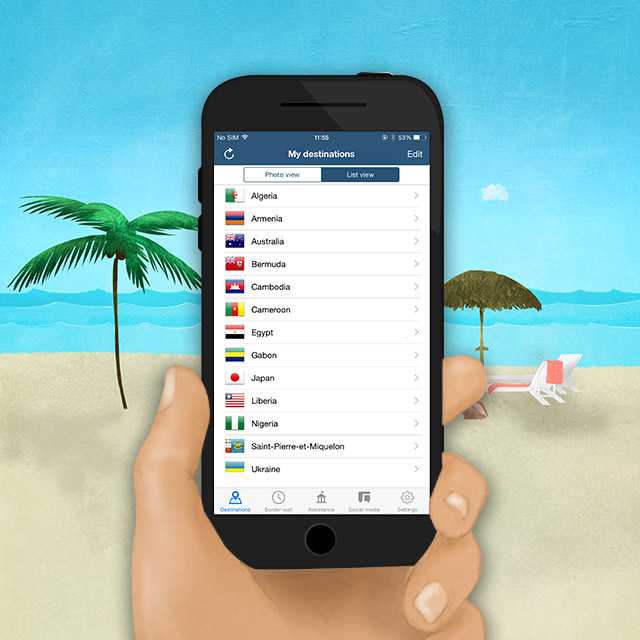 No SIM 11:55 53%
My destinations Edit
Photo view List view
Algeria
Armenia
Australia
Bermuda
Cambodia
Cameroon
Egypt
Gabon
Japan
Liberia
Nigeria
Saint-Pierre-et-Miquelon
Ukraine
Destinations Border wait Assistance Social media Settings